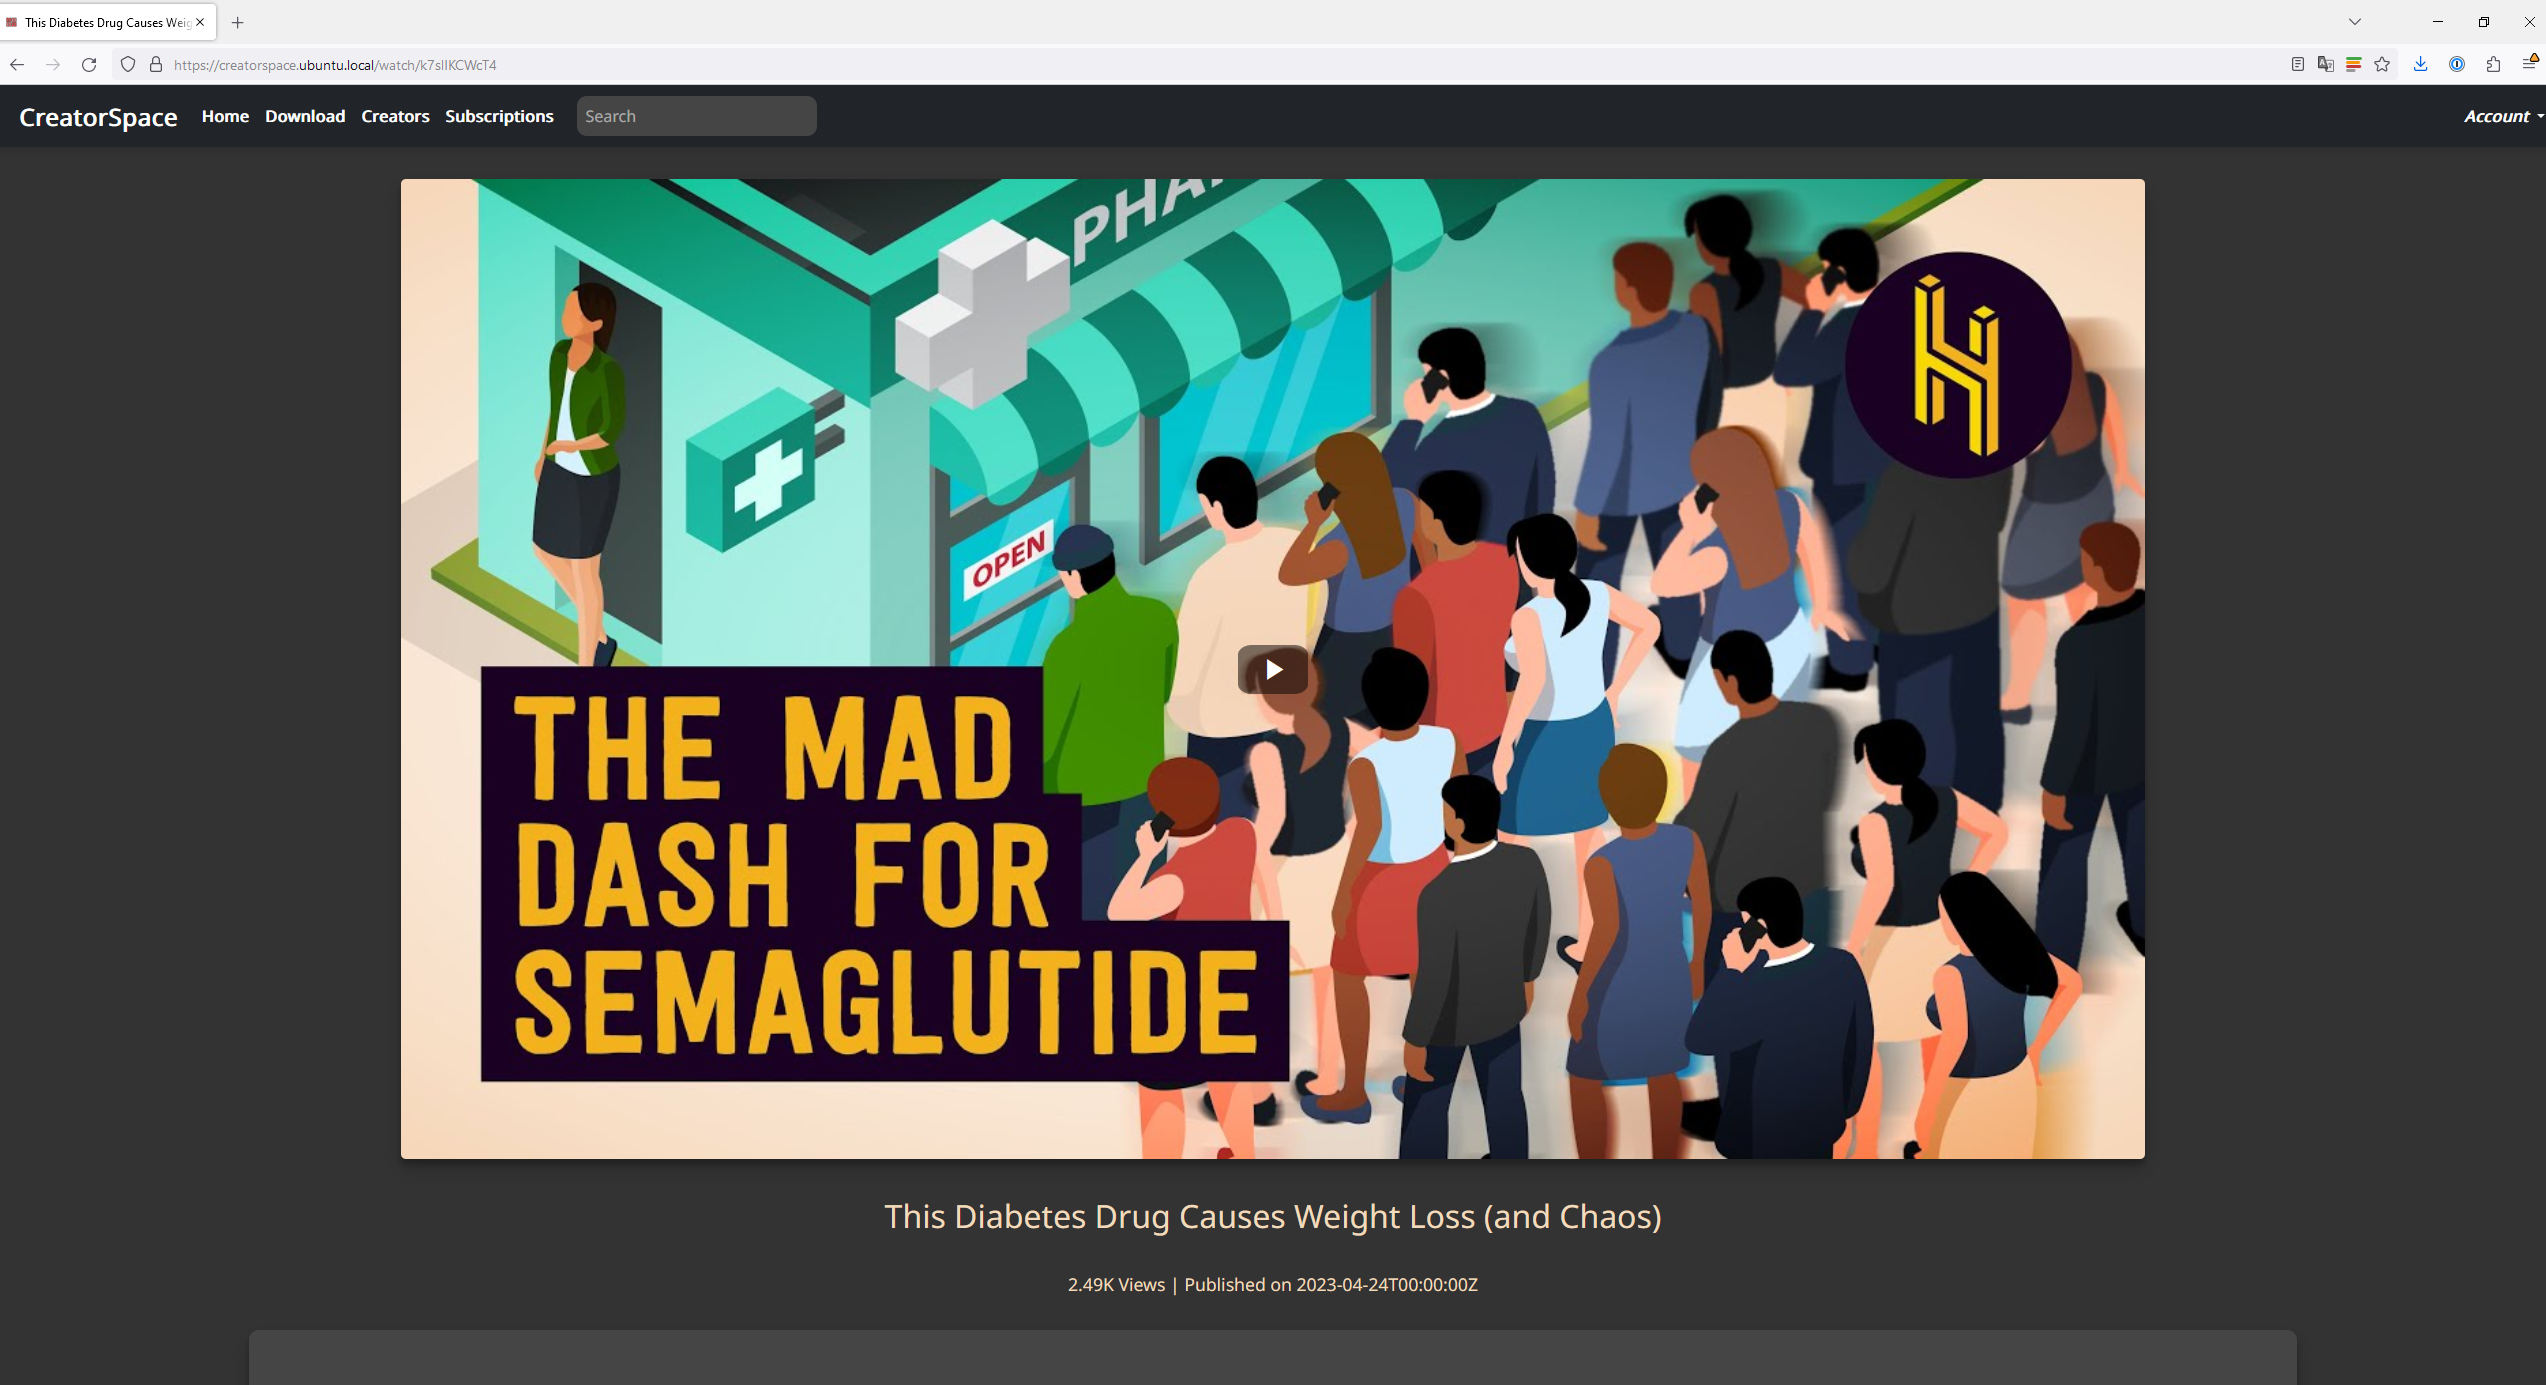 This Diabetes Drug Causes Weig
https://creatorspace.ubuntu.local/watch/k7sIIKCWcT4
CreatorSpace Home Download Creators Subscriptions Search Account
PHA
OPEN
THE MAD
DASH FOR
SEMAGLUTIDE
This Diabetes Drug Causes Weight Loss (and Chaos)
2.49K Views | Published on 2023-04-24T00:00:00Z